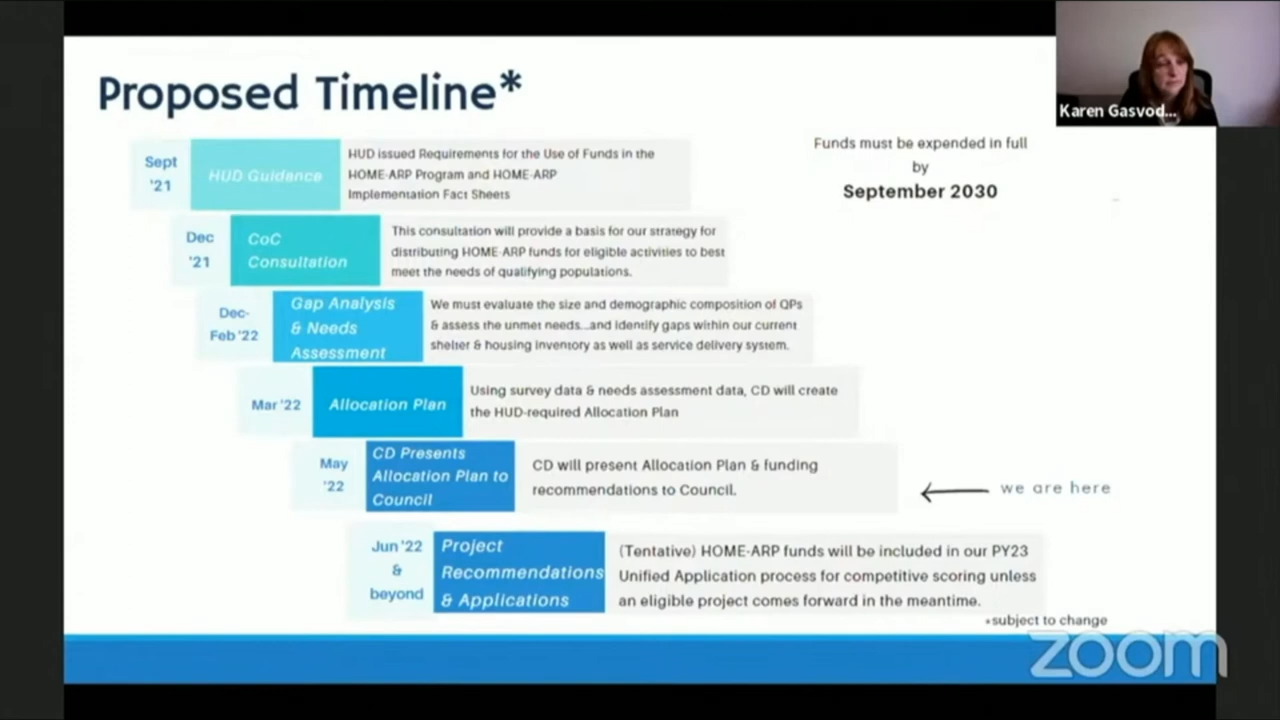 Proposed Timeline*
Karen Gasvod...
Funds must be expended in full
by
September 2030
Sept
'21
HUD Guidance
HUD issued Requirements for the Use of Funds in the
HOME-ARP Program and HOME-ARP
Implementation Fact Sheets
Dec
'21
CoC
Consultation
This consultation will provide a basis for our strategy for
distributing HOME-ARP funds for eligible activities to best
meet the needs of qualifying populations.
Dec-
Feb '22
Gap Analysis
& Needs
Assessment
We must evaluate the size and demographic composition of QPs
& assess the unmet needs...and identify gaps within our current
shelter & housing inventory as well as service delivery system.
Mar '22
Allocation Plan
Using survey data & needs assessment data, CD will create
the HUD-required Allocation Plan
May
'22
CD Presents
Allocation Plan to
Council
CD will present Allocation Plan & funding
recommendations to Council.
we are here
Jun '22
&
beyond
Project
Recommendations
& Applications
(Tentative) HOME-ARP funds will be included in our PY23
Unified Application process for competitive scoring unless
an eligible project comes forward in the meantime.
*subject to change
zoom